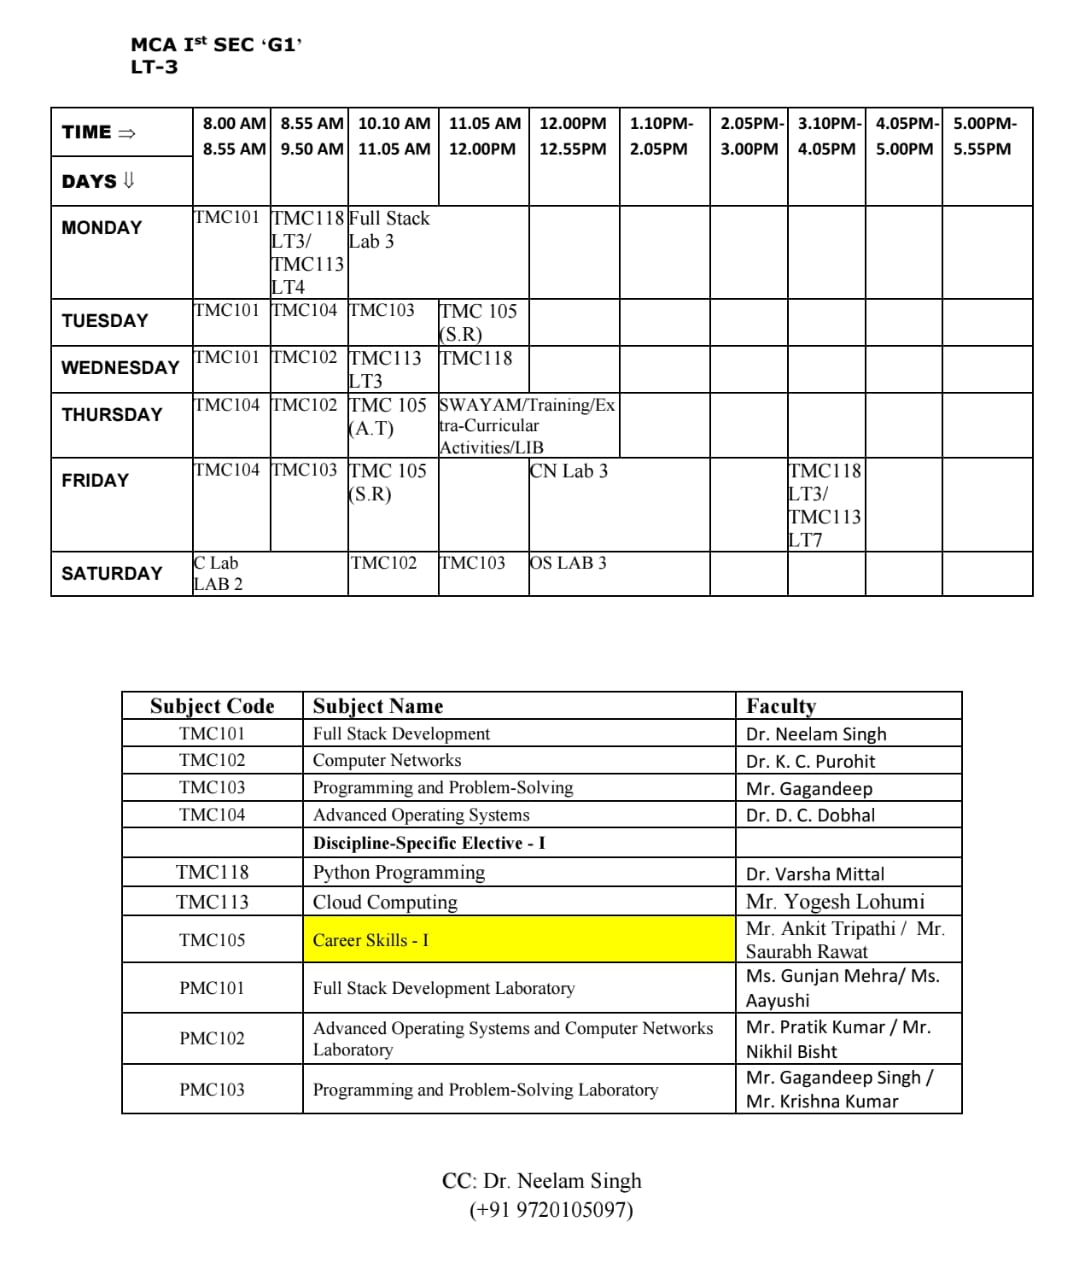 MCA Ist SEC ‘G1’
LT-3
TIME ⇒ 8.00 AM 8.55 AM 10.10 AM 11.05 AM 12.00PM 1.10PM- 2.05PM- 3.10PM- 4.05PM- 5.00PM-
8.55 AM 9.50 AM 11.05 AM 12.00PM 12.55PM 2.05PM 3.00PM 4.05PM 5.00PM 5.55PM
DAYS ⇓
MONDAY TMC101 TMC118 Full Stack
LT3/ Lab 3
TMC113
LT4
TUESDAY TMC101 TMC104 TMC103 TMC 105
(S.R)
WEDNESDAY TMC101 TMC102 TMC113 TMC118
LT3
THURSDAY TMC104 TMC102 TMC 105 SWAYAM/Training/Ex
(A.T) tra-Curricular
Activities/LIB
FRIDAY TMC104 TMC103 TMC 105 CN Lab 3 TMC118
(S.R) LT3/
TMC113
LT7
SATURDAY C Lab TMC102 TMC103 OS LAB 3
LAB 2
Subject Code Subject Name Faculty
TMC101 Full Stack Development Dr. Neelam Singh
TMC102 Computer Networks Dr. K. C. Purohit
TMC103 Programming and Problem-Solving Mr. Gagandeep
TMC104 Advanced Operating Systems Dr. D. C. Dobhal
Discipline-Specific Elective - I
TMC118 Python Programming Dr. Varsha Mittal
TMC113 Cloud Computing Mr. Yogesh Lohumi
TMC105 Career Skills - I Mr. Ankit Tripathi / Mr.
Saurabh Rawat
PMC101 Full Stack Development Laboratory Ms. Gunjan Mehra/ Ms.
Aayushi
PMC102 Advanced Operating Systems and Computer Networks Mr. Pratik Kumar / Mr.
Laboratory Nikhil Bisht
PMC103 Programming and Problem-Solving Laboratory Mr. Gagandeep Singh /
Mr. Krishna Kumar
CC: Dr. Neelam Singh
(+91 9720105097)